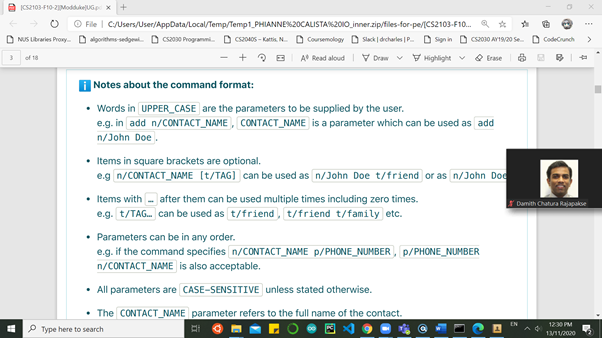 [CS2103-F10-2][Modduke]UG.pdf
File
C:/Users/User/AppData/Local/Temp/Temp1_PHIANNE%20CALISTA%20IO_inner.zip/files-for-pe/[CS2103-F10...
NUS Libraries Proxy...
algorithms-sedgewi...
CS2030 Programmi...
CS2040S – Kattis, N...
Coursemology
Slack | drcharles | P...
Sign in
CS2030 AY19/20 Se...
CodeCrunch
3 of 18
Read aloud
Draw
Highlight
Erase
Notes about the command format:
• Words in UPPER_CASE are the parameters to be supplied by the user.
e.g. in add n/CONTACT_NAME, CONTACT_NAME is a parameter which can be used as add
n/John Doe.
• Items in square brackets are optional.
e.g n/CONTACT_NAME [t/TAG] can be used as n/John Doe t/friend or as n/John Doe
• Items with … after them can be used multiple times including zero times.
e.g. t/TAG… can be used as t/friend, t/friend t/family etc.
Damith Chatura Rajapakse
• Parameters can be in any order.
e.g. if the command specifies n/CONTACT_NAME p/PHONE_NUMBER, p/PHONE_NUMBER
n/CONTACT_NAME is also acceptable.
• All parameters are CASE-SENSITIVE unless stated otherwise.
• The CONTACT_NAME parameter refers to the full name of the contact.
Type here to search
EN
12:30 PM
13/11/2020